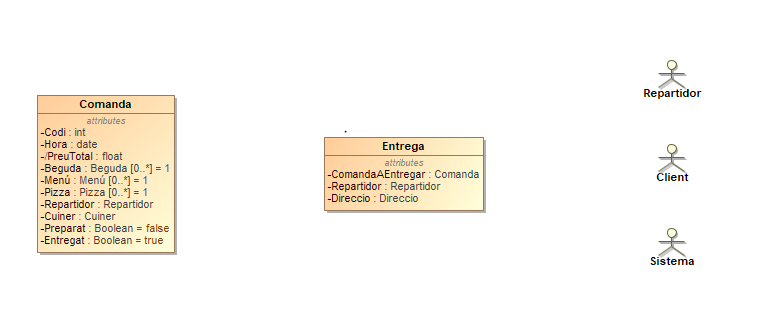 Comanda
attributes
-Codi : int
-Hora : date
-/PreuTotal : float
-Beguda : Beguda [0..*] = 1
-Menú : Menú [0..*] = 1
-Pizza : Pizza [0..*] = 1
-Repartidor : Repartidor
-Cuiner : Cuiner
-Preparat : Boolean = false
-Entregat : Boolean = true
Entrega
attributes
-ComandaAEntregar : Comanda
-Repartidor : Repartidor
-Direccio : Direccio
Repartidor
Client
Sistema